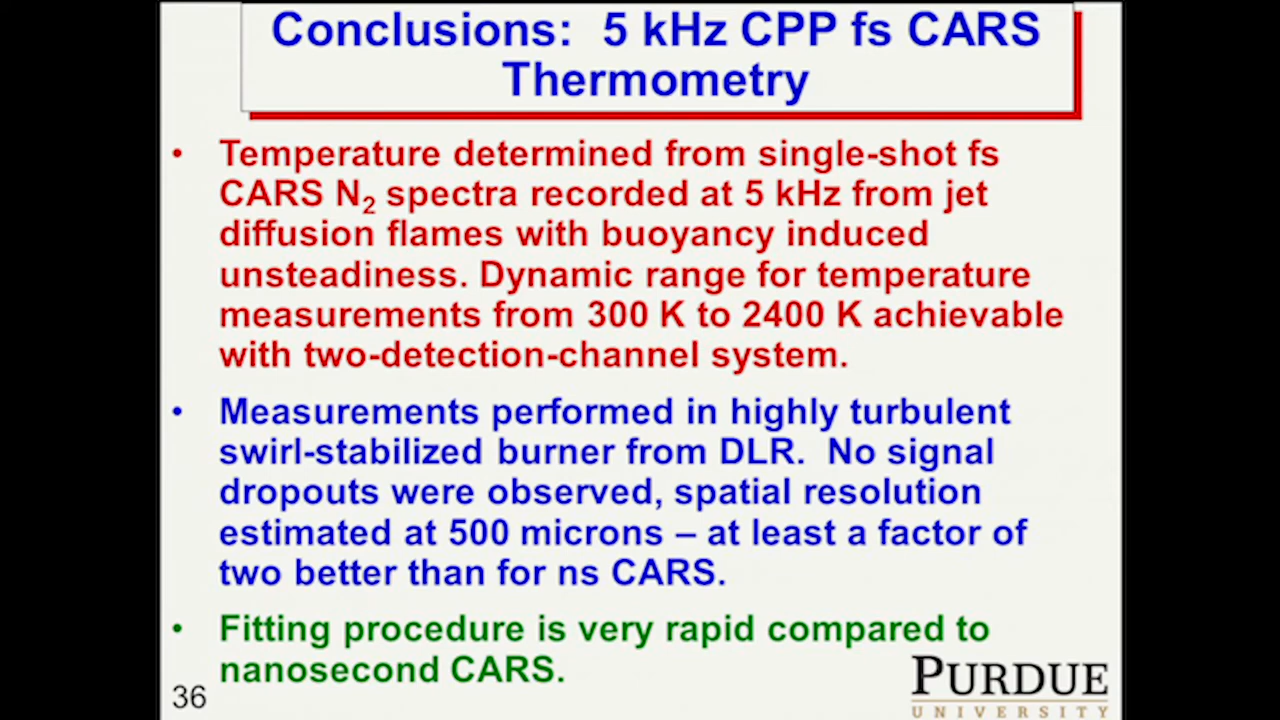 Conclusions: 5 kHz CPP fs CARS
Thermometry
• Temperature determined from single-shot fs
CARS N₂ spectra recorded at 5 kHz from jet
diffusion flames with buoyancy induced
unsteadiness. Dynamic range for temperature
measurements from 300 K to 2400 K achievable
with two-detection-channel system.
• Measurements performed in highly turbulent
swirl-stabilized burner from DLR. No signal
dropouts were observed, spatial resolution
estimated at 500 microns – at least a factor of
two better than for ns CARS.
• Fitting procedure is very rapid compared to
nanosecond CARS.
36
PURDUE
UNIVERSITY